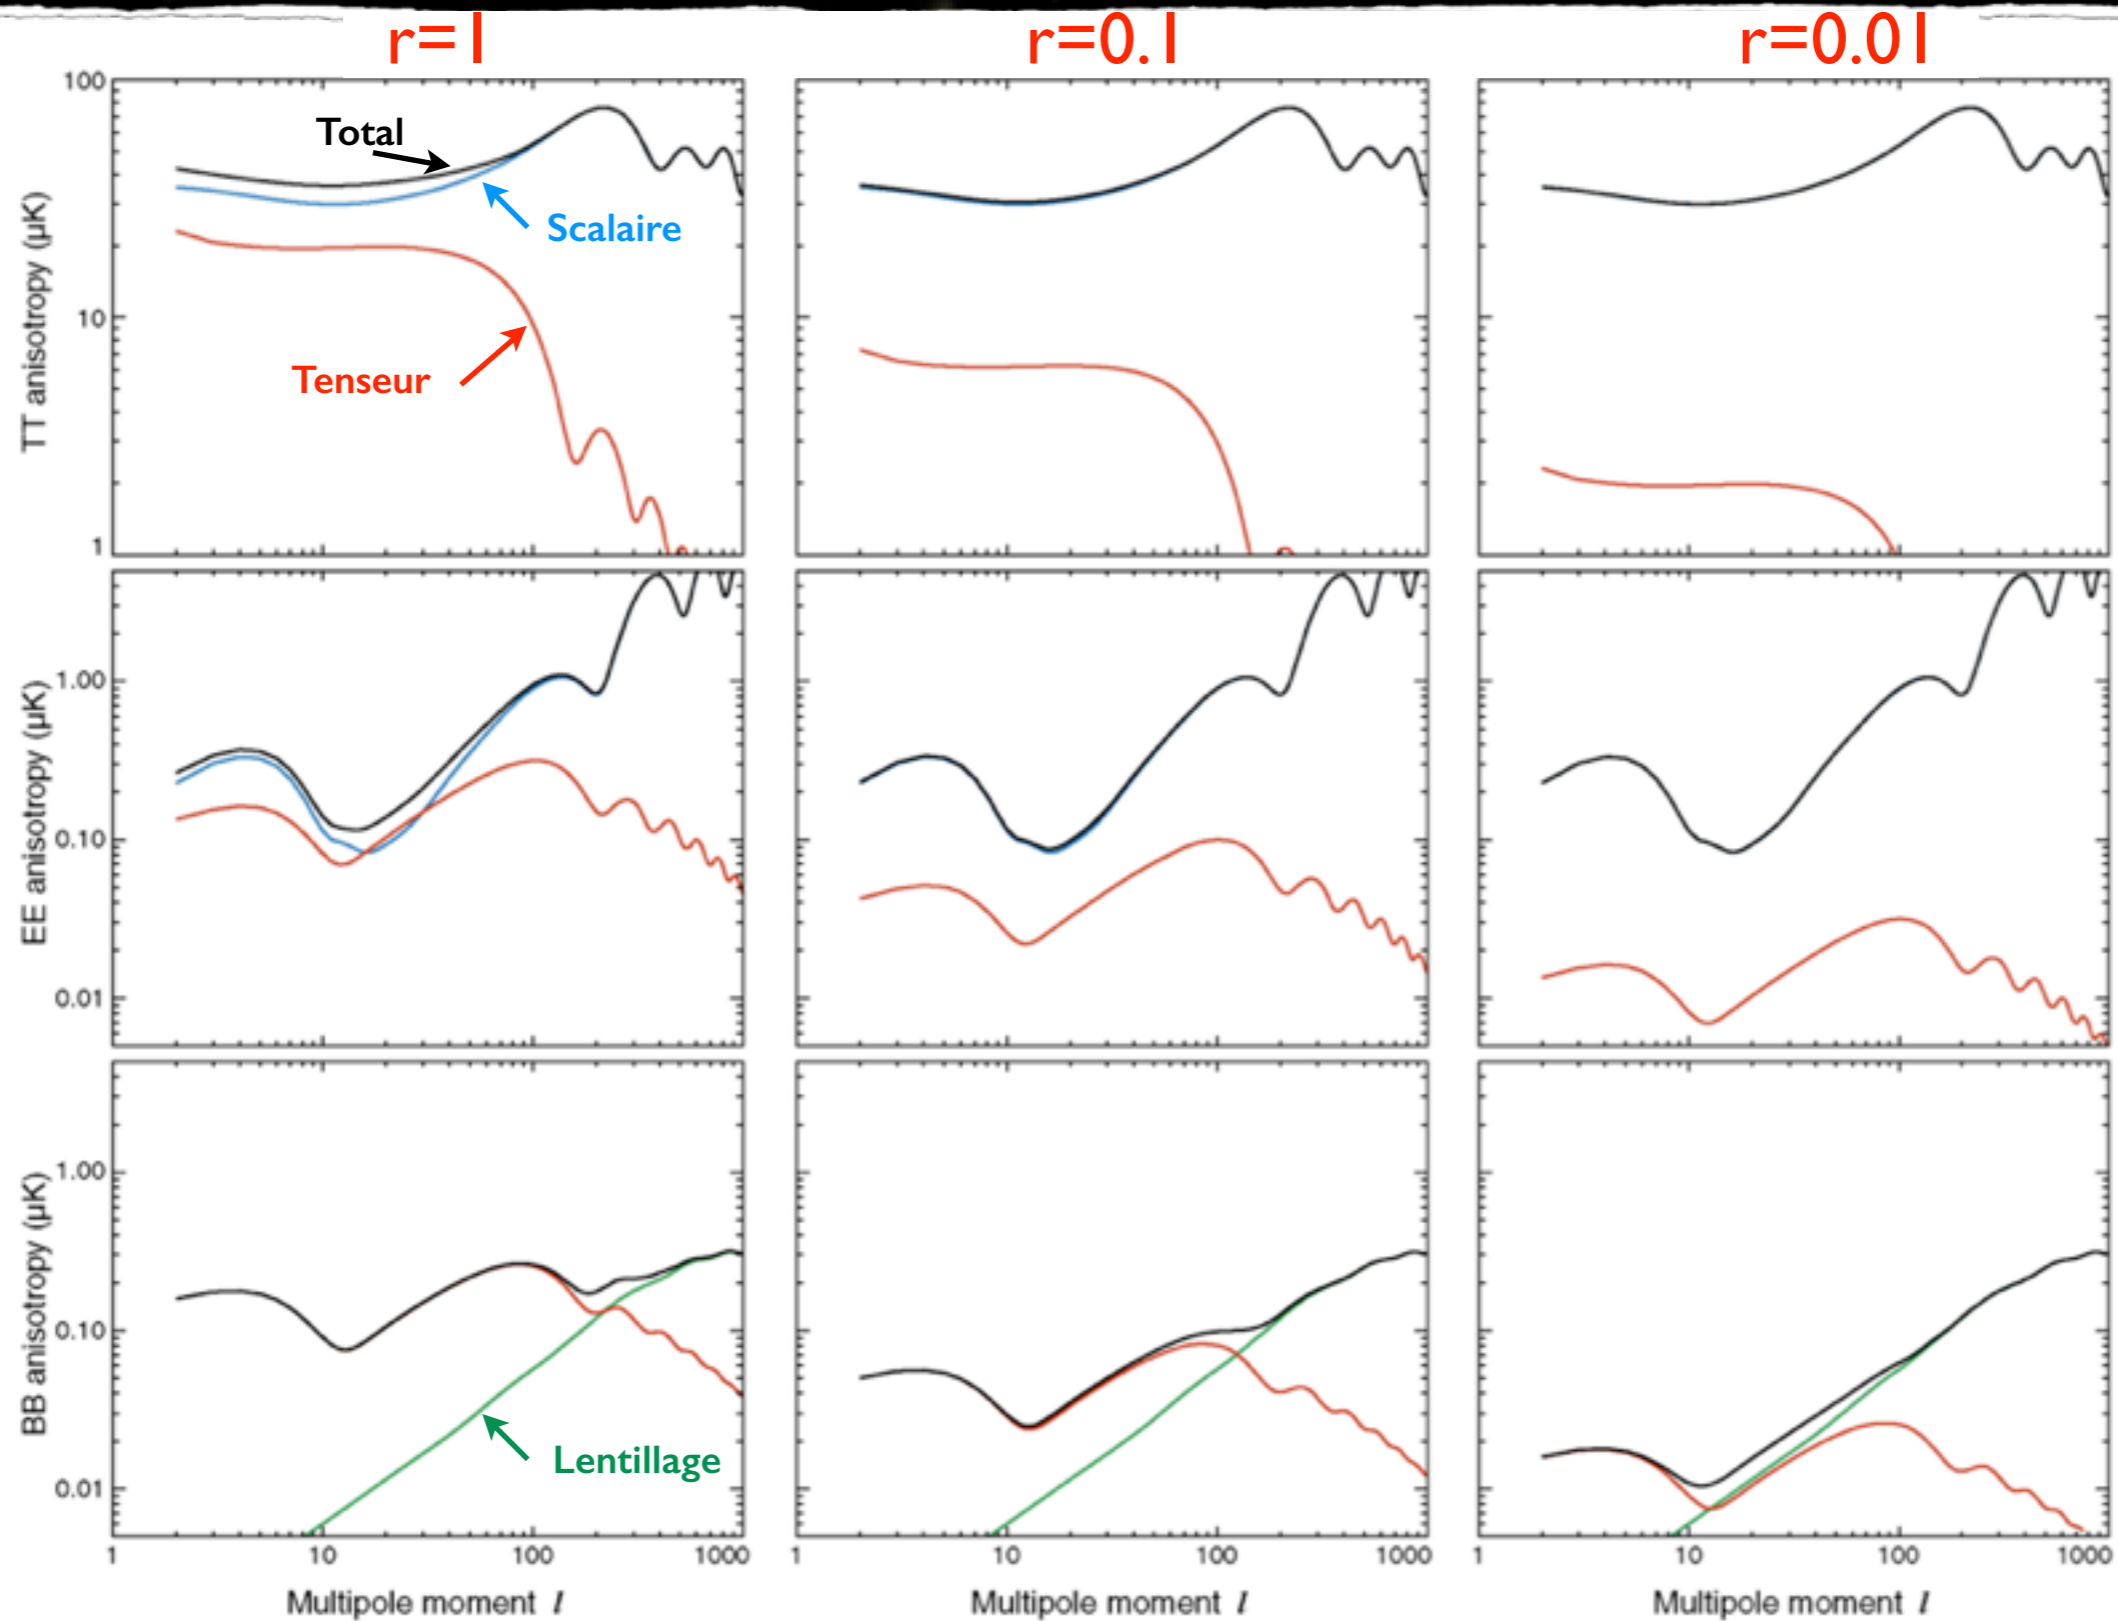 r=1 r=0.1 r=0.01
100
10
1
TT anisotropy (µK)
Total
Scalaire
Tenseur
1.00
0.10
0.01
EE anisotropy (µK)
1.00
0.10
0.01
BB anisotropy (µK)
Lentillage
1 10 100 1000 1 10 100 1000 1 10 100 1000
Multipole moment l Multipole moment l Multipole moment l